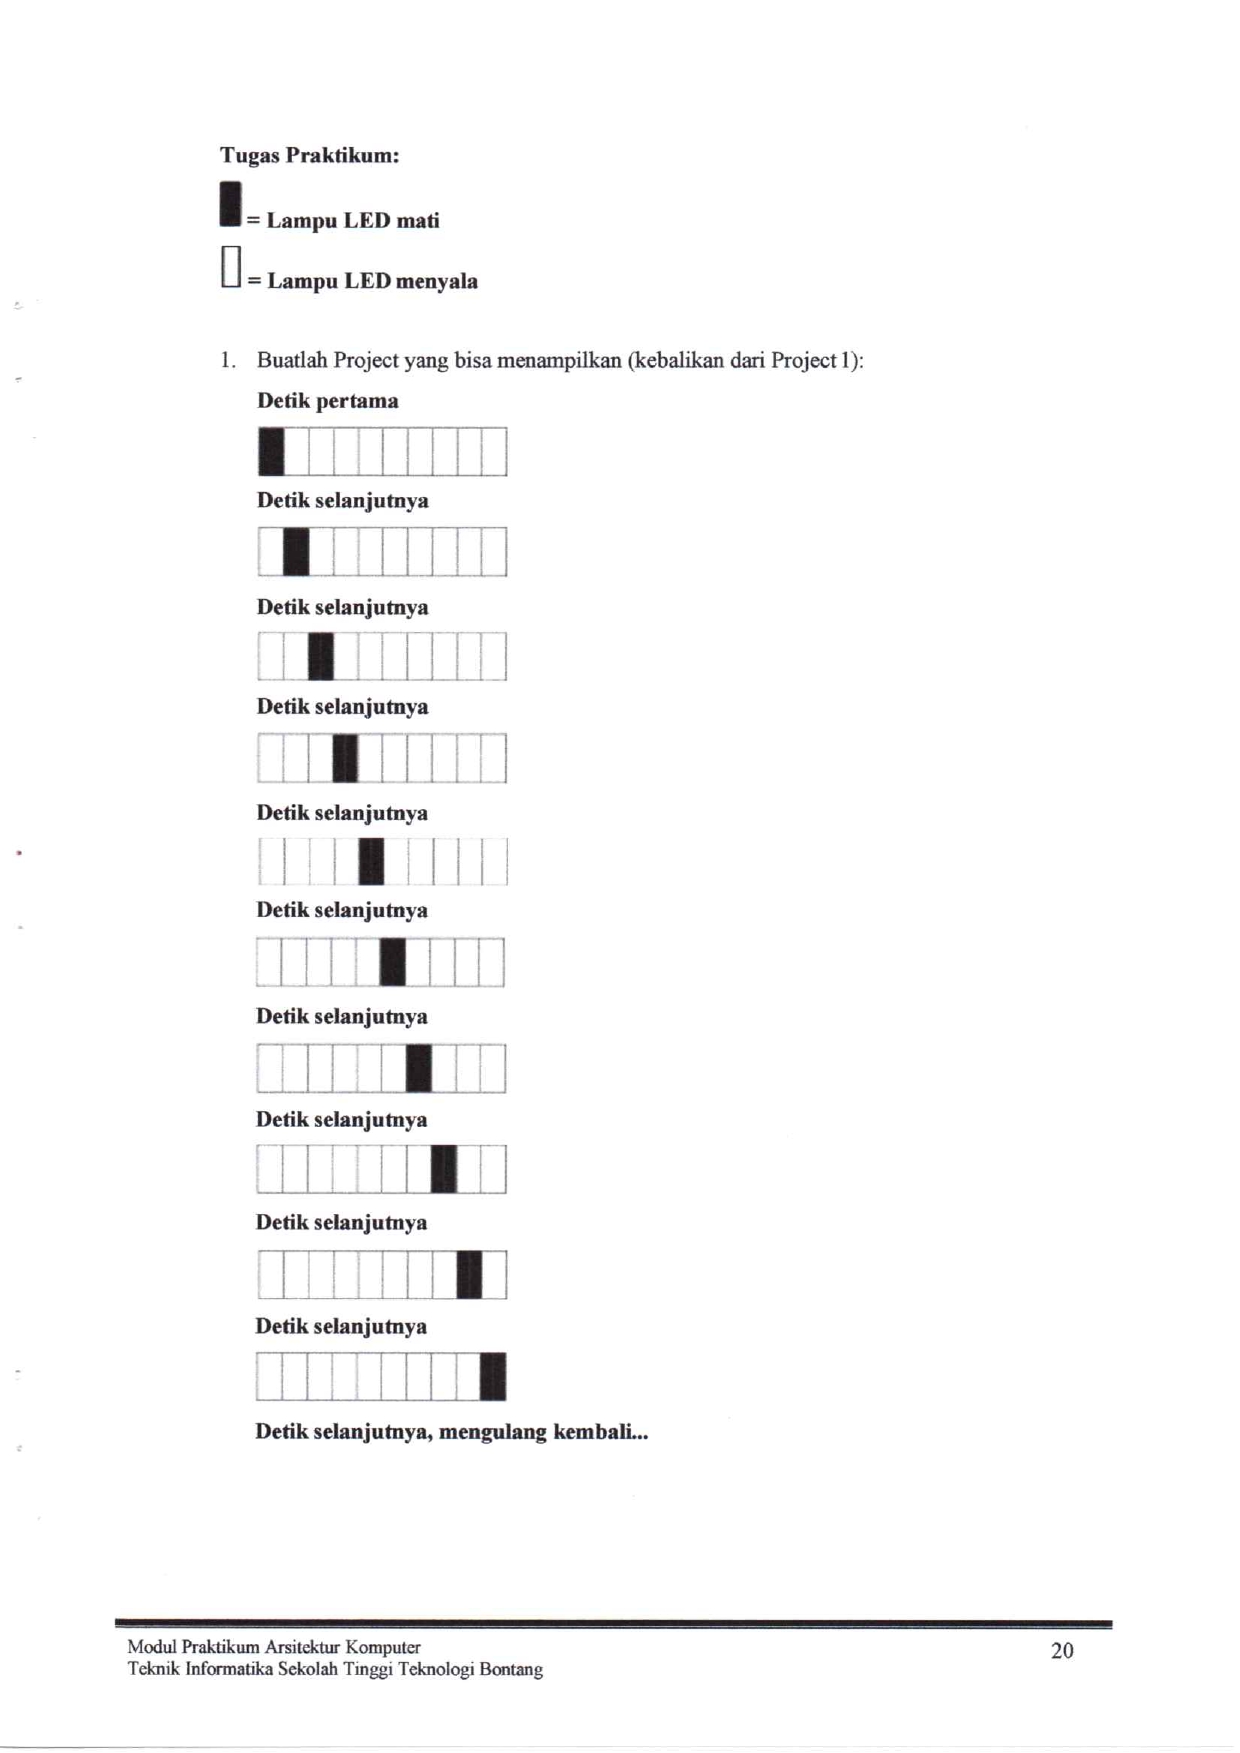 Tugas Praktikum:
= Lampu LED mati
= Lampu LED menyala
1. Buatlah Project yang bisa menampilkan (kebalikan dari Project 1):
Detik pertama
Detik selanjutnya
Detik selanjutnya
Detik selanjutnya
Detik selanjutnya
Detik selanjutnya
Detik selanjutnya
Detik selanjutnya
Detik selanjutnya
Detik selanjutnya
Detik selanjutnya, mengulang kembali...
Modul Praktikum Arsitektur Komputer
20
Teknik Informatika Sekolah Tinggi Teknologi Bontang